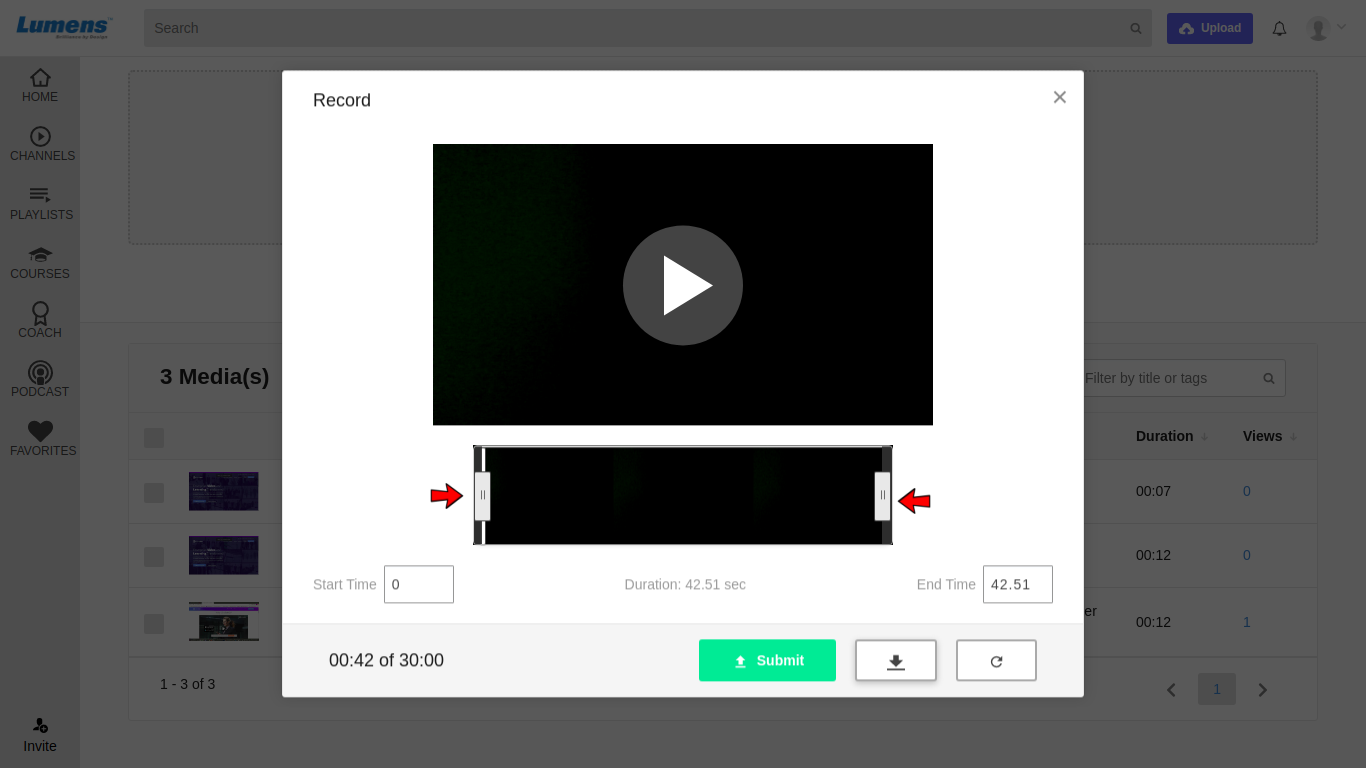 Lumens
Search
Upload
HOME
CHANNELS
PLAYLISTS
COURSES
COACH
PODCAST
FAVORITES
Invite
Record
Start Time 0
Duration: 42.51 sec
End Time 42.51
00:42 of 30:00
Submit
3 Media(s)
Filter by title or tags
Duration
Views
00:07
0
00:12
0
er
00:12
1
1 - 3 of 3
1